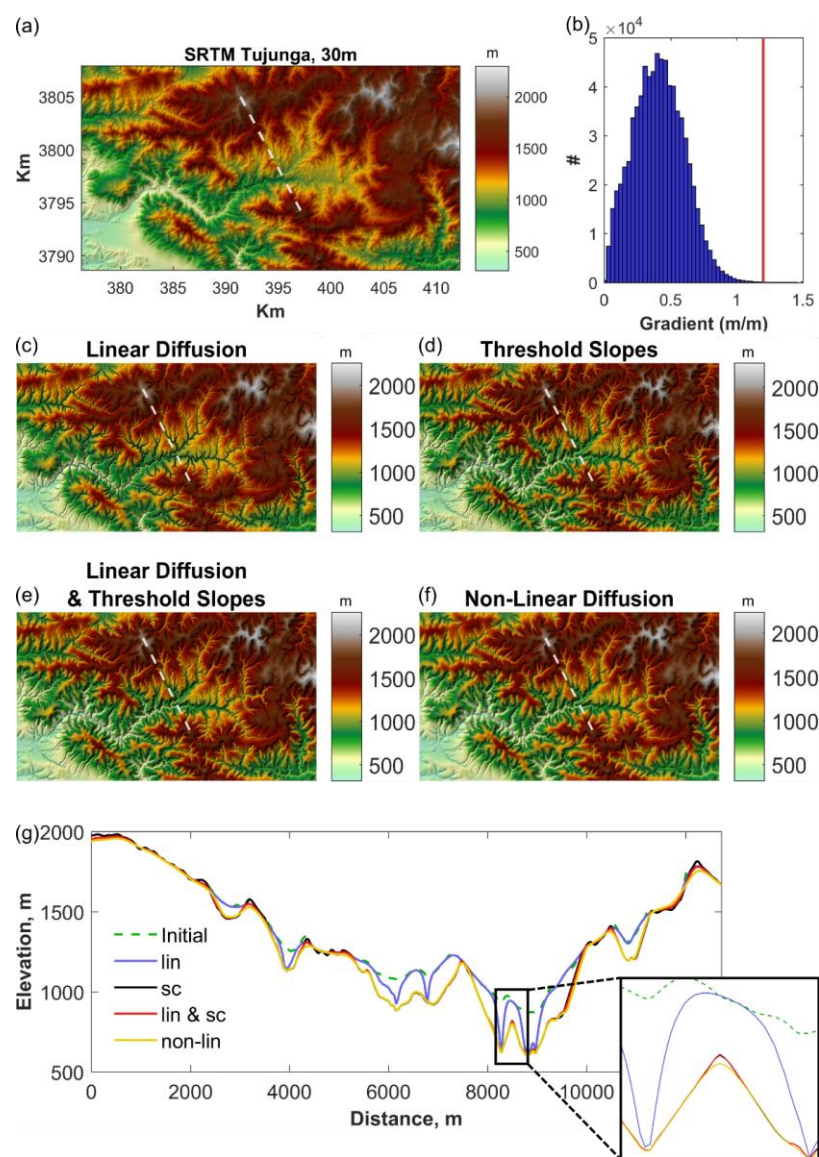 (a)
SRTM Tujunga, 30m
m
3805
3800
3795
3790
Km
380 385 390 395 400 405 410
Km
2000
1500
1000
500
(b)
×10⁴
5
4
3
2
1
0
#
0 0.5 1 1.5
Gradient (m/m)
(c)
Linear Diffusion
m
2000
1500
1000
500
(d)
Threshold Slopes
m
2000
1500
1000
500
(e)
Linear Diffusion
& Threshold Slopes
m
2000
1500
1000
500
(f)
Non-Linear Diffusion
m
2000
1500
1000
500
(g)
2000
1500
1000
500
Elevation, m
Initial
lin
sc
lin & sc
non-lin
0 2000 4000 6000 8000 10000
Distance, m